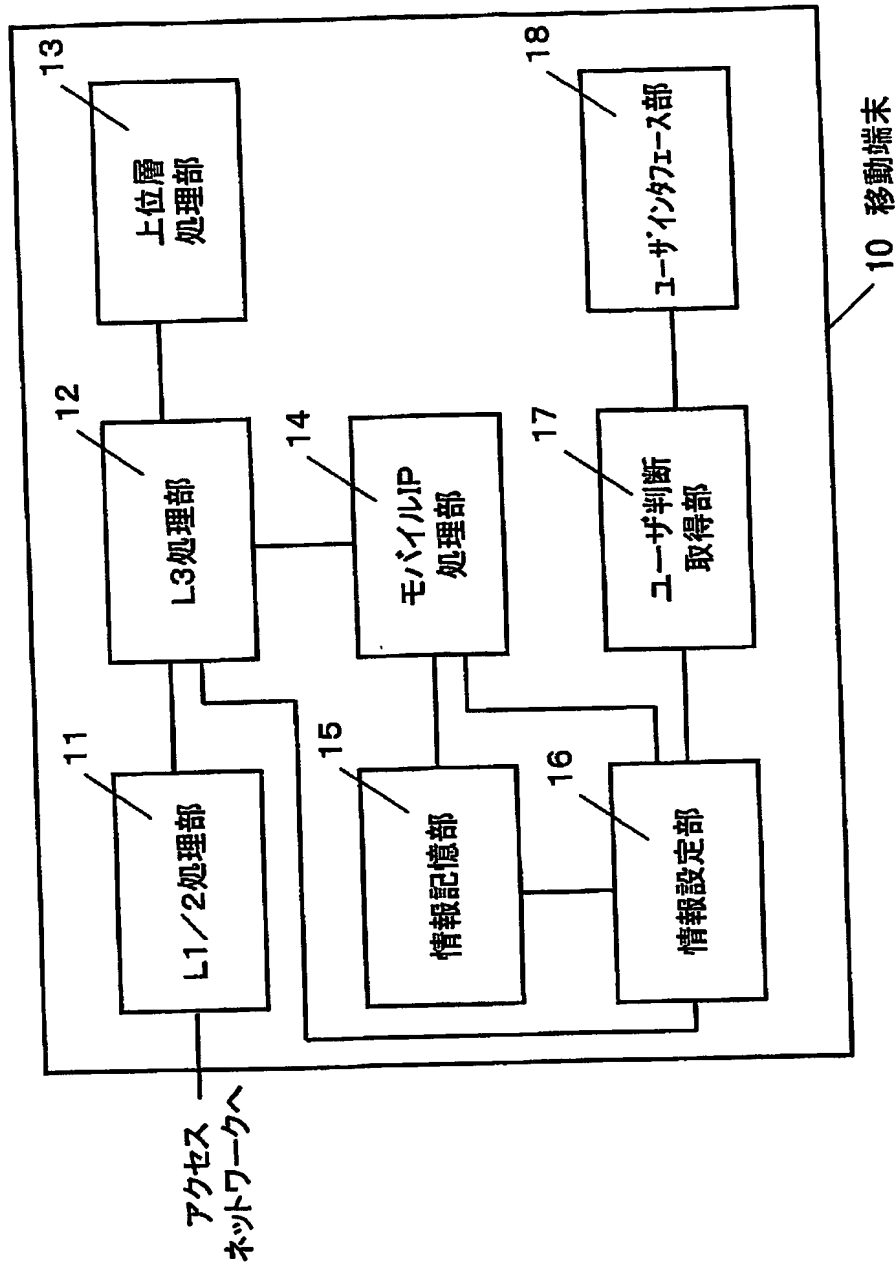 11
L1/2処理部
12
L3処理部
13
上位層
処理部
アクセス
ネットワークへ
15
情報記憶部
14
モバイルIP
処理部
16
情報設定部
17
ユーザ判断
取得部
18
ユーザインタフェース部
10 移動端末